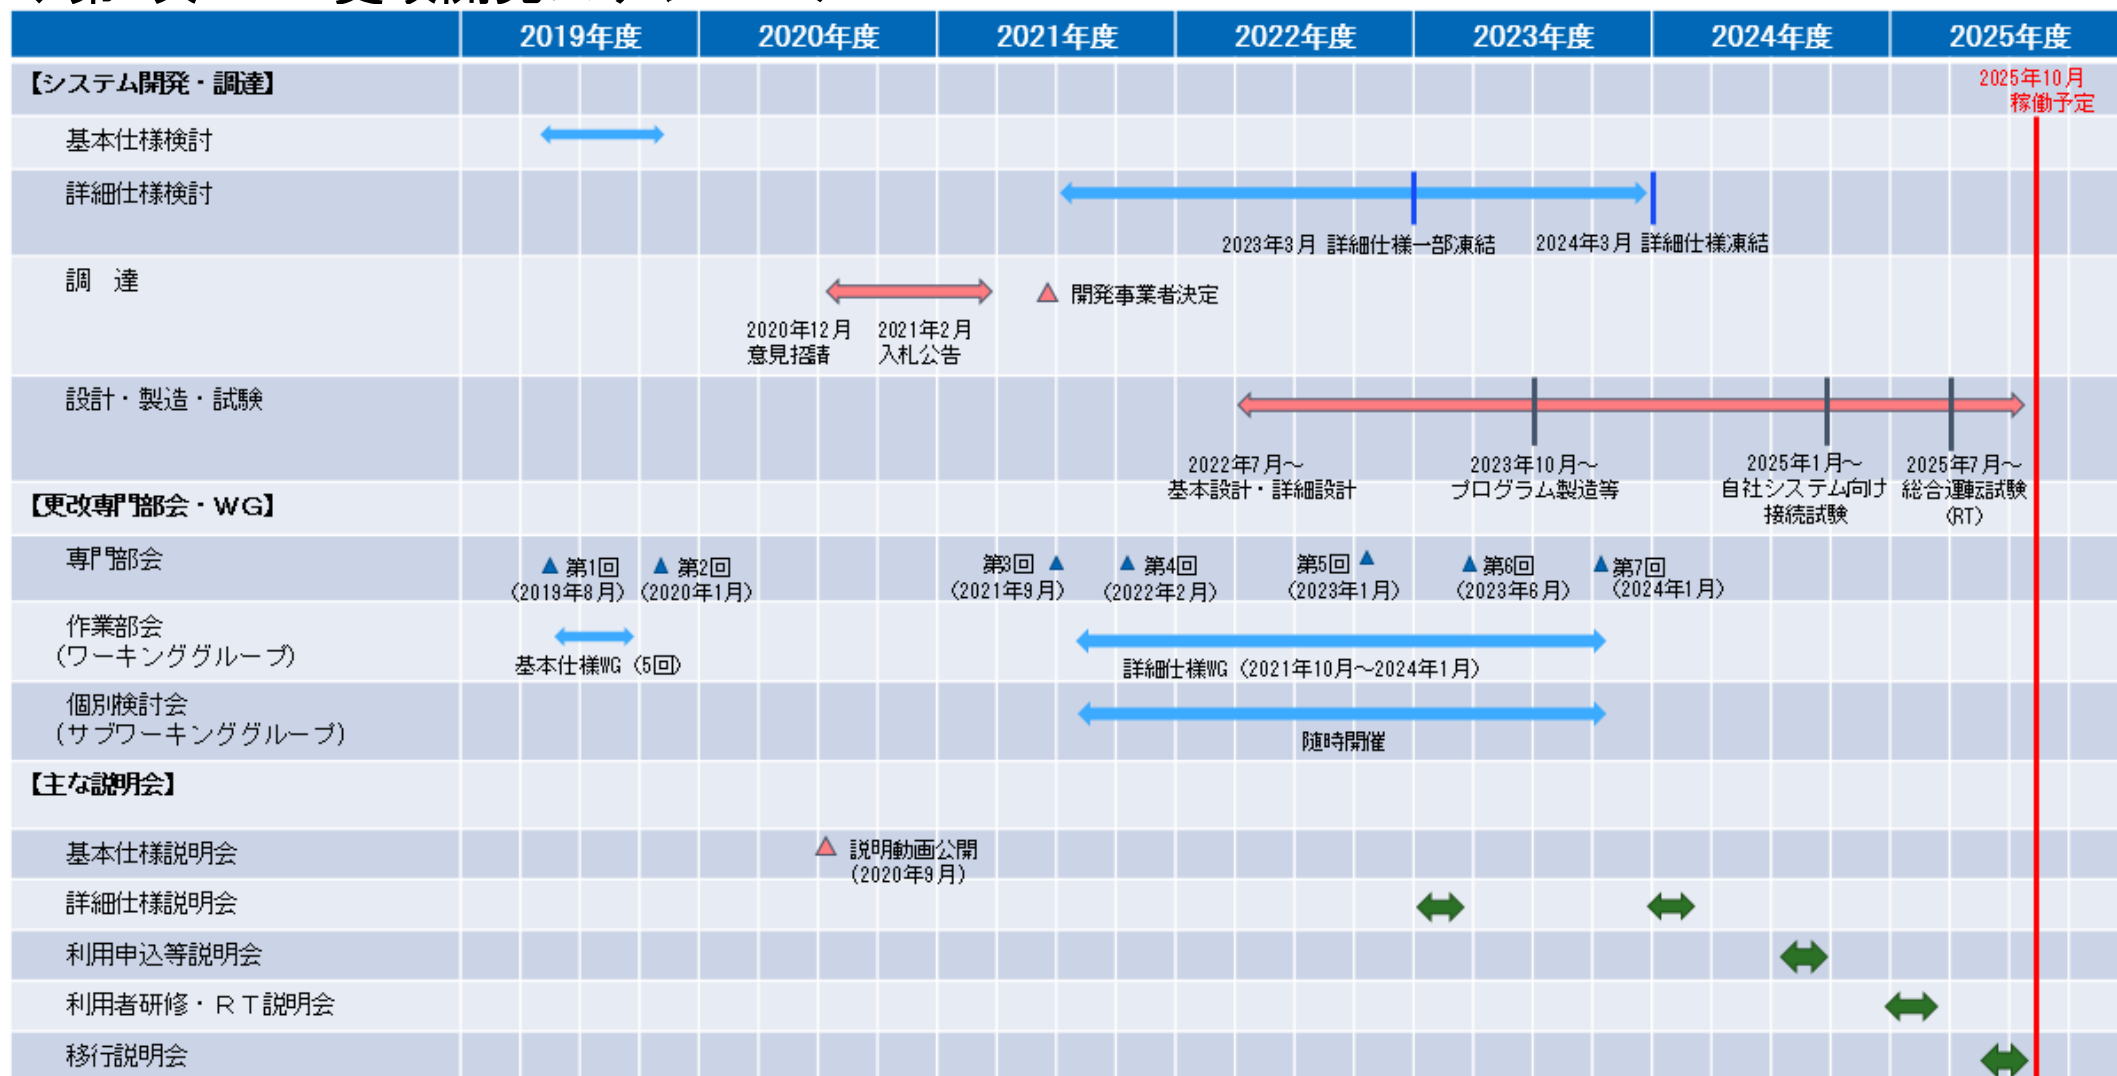 2019年度 2020年度 2021年度 2022年度 2023年度 2024年度 2025年度
【システム開発・調達】
2025年10月
稼働予定
基本仕様検討
詳細仕様検討
2023年3月 詳細仕様一部凍結 2024年3月 詳細仕様凍結
調　達
開発事業者決定
2020年12月 2021年2月
意見招請 入札公告
設計・製造・試験
2022年7月～ 2023年10月～ 2025年1月～ 2025年7月～
基本設計・詳細設計 プログラム製造等 自社システム向け 総合運転試験
接続試験 (RT)
【更改専門部会・WG】
専門部会
▲ 第1回 ▲ 第2回 第3回 ▲ ▲ 第4回 第5回 ▲ ▲ 第6回 ▲ 第7回
(2019年8月) (2020年1月) (2021年9月) (2022年2月) (2023年1月) (2023年6月) (2024年1月)
作業部会
(ワーキンググループ)
基本仕様WG (5回) 詳細仕様WG (2021年10月～2024年1月)
個別検討会
(サブワーキンググループ)
随時開催
【主な説明会】
基本仕様説明会
説明動画公開
(2020年9月)
詳細仕様説明会
利用申込等説明会
利用者研修・ＲＴ説明会
移行説明会